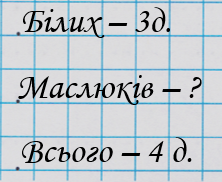 Білих – 3д.
Маслюків – ?
Всього – 4 д.